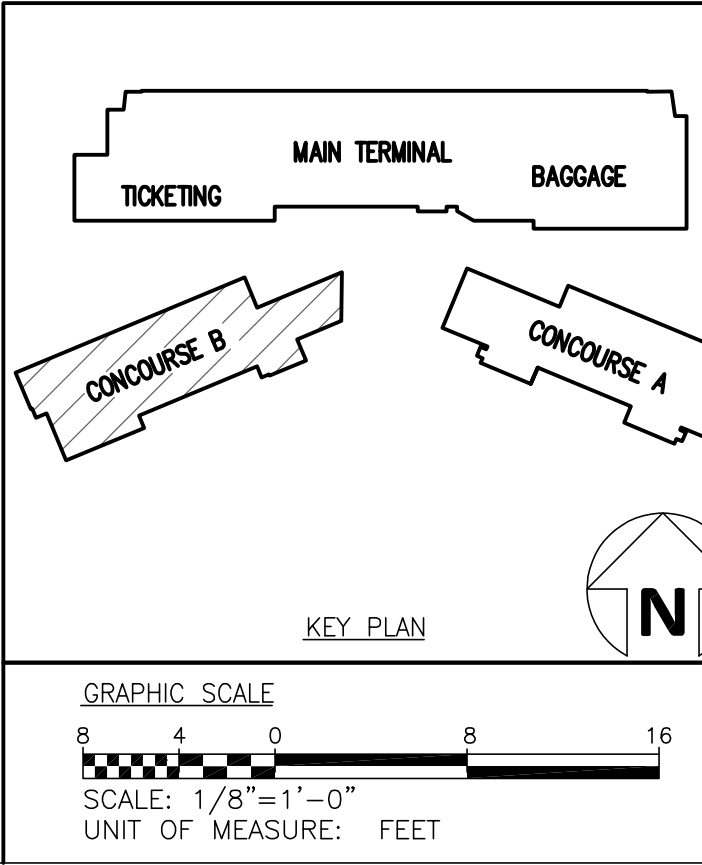 MAIN TERMINAL
BAGGAGE
TICKETING
CONCOURSE B
CONCOURSE A
N
KEY PLAN
GRAPHIC SCALE
8 4 0 8 16
SCALE: 1/8"=1'-0"
UNIT OF MEASURE: FEET